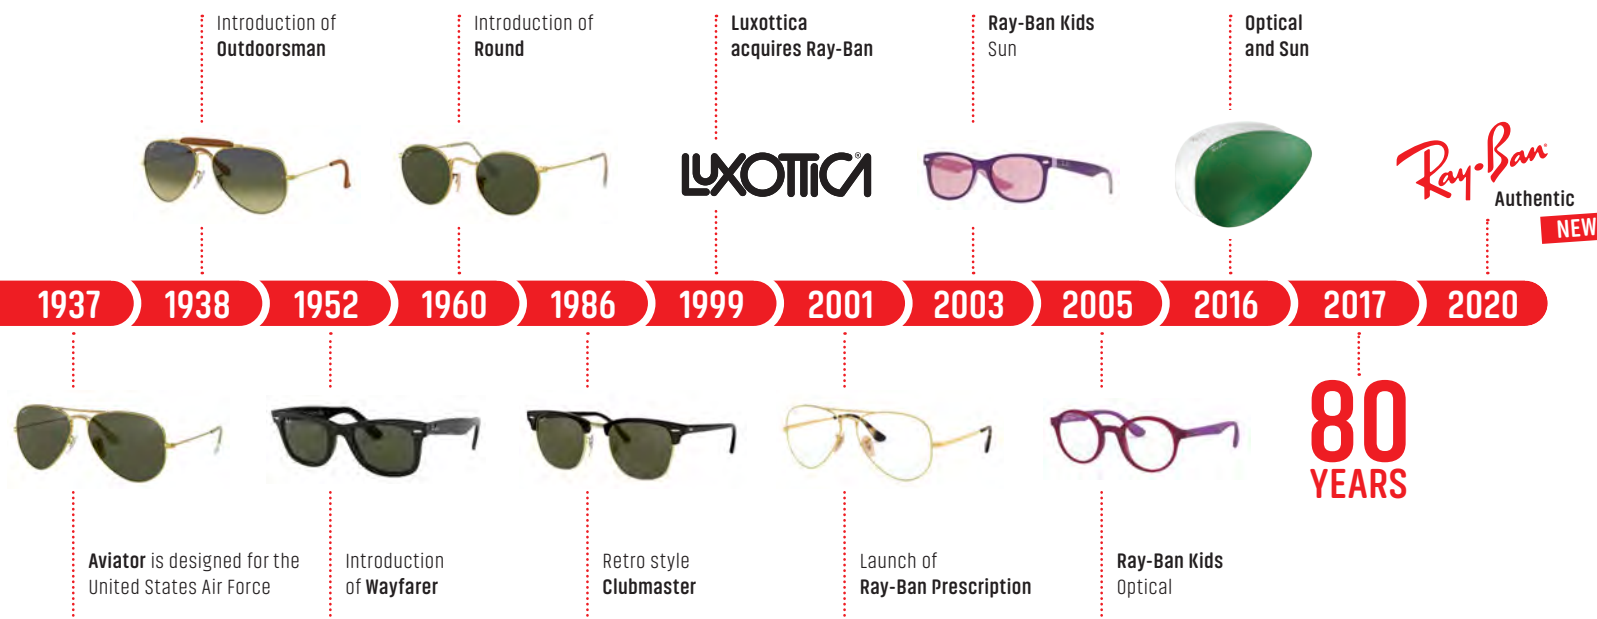 Introduction of
Outdoorsman
Introduction of
Round
Luxottica
acquires Ray-Ban
Ray-Ban Kids
Sun
Optical
and Sun
LUXOTTICA®
Ray-Ban
Authentic
NEW
1937
1938
1952
1960
1986
1999
2001
2003
2005
2016
2017
2020
80
YEARS
Aviator is designed for the
United States Air Force
Introduction
of Wayfarer
Retro style
Clubmaster
Launch of
Ray-Ban Prescription
Ray-Ban Kids
Optical